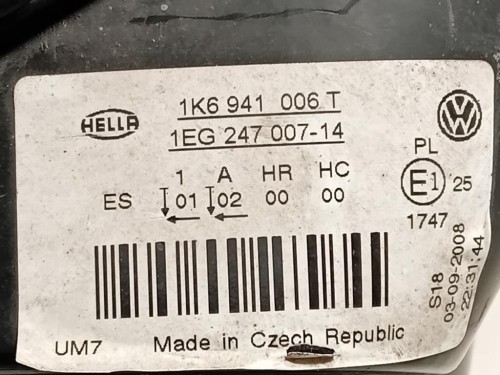 HELLA
1K6 941 006 T
1EG 247 007-14
PL
E1 25
1747
1 A HR HC
ES 01 02 00 00
S18
03-09-2008
22:31:44
UM7 Made in Czech Republic